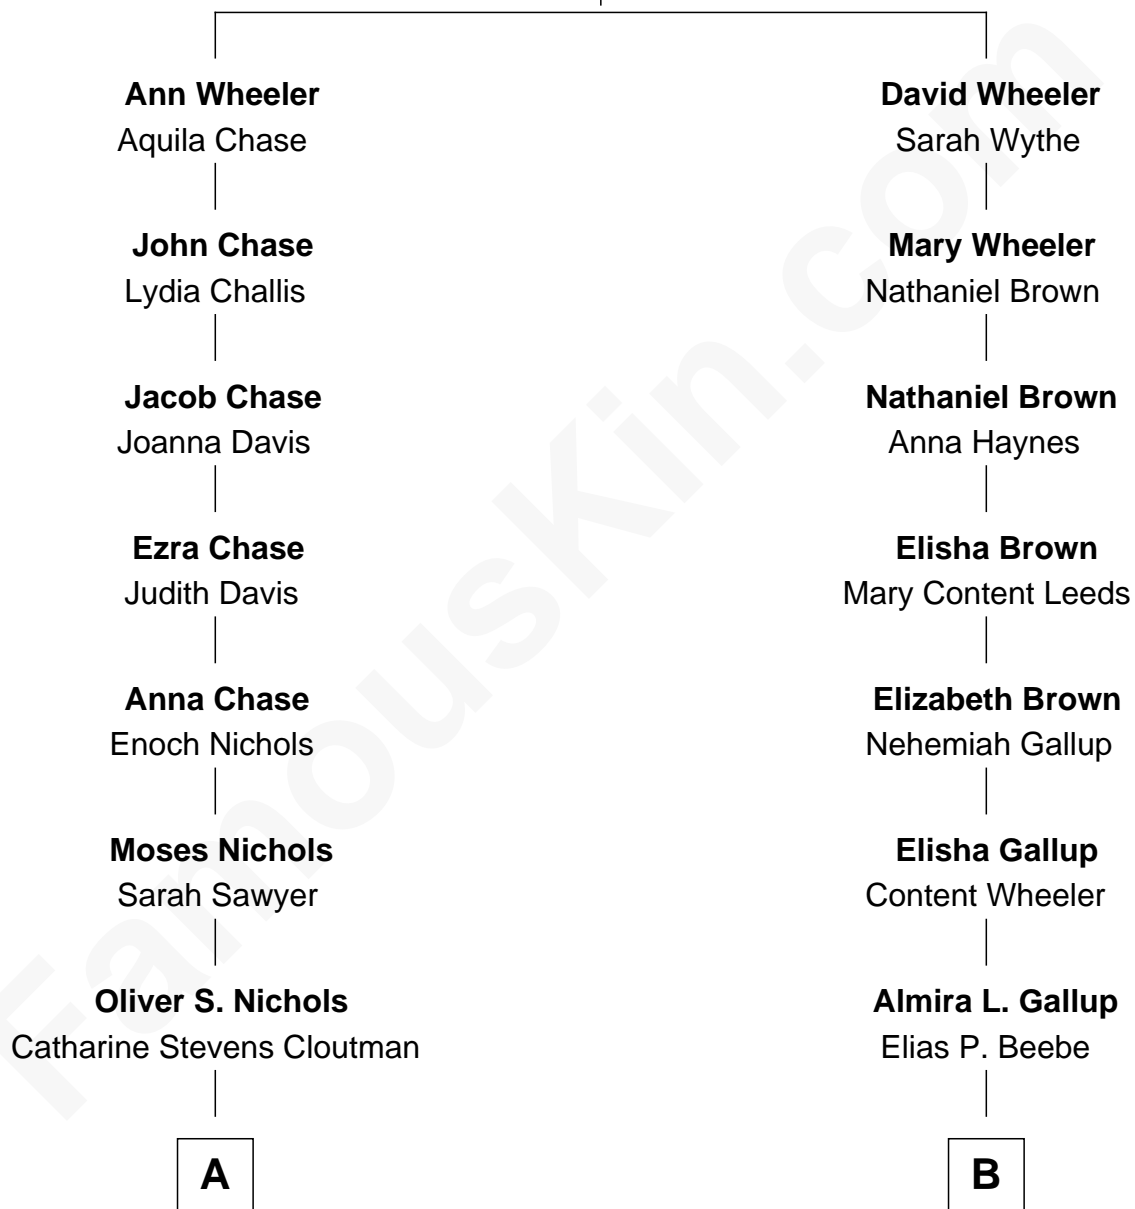 Ann Wheeler
Aquila Chase
John Chase
Lydia Challis
Jacob Chase
Joanna Davis
Ezra Chase
Judith Davis
Anna Chase
Enoch Nichols
Moses Nichols
Sarah Sawyer
Oliver S. Nichols
Catharine Stevens Cloutman
A
David Wheeler
Sarah Wythe
Mary Wheeler
Nathaniel Brown
Nathaniel Brown
Anna Haynes
Elisha Brown
Mary Content Leeds
Elizabeth Brown
Nehemiah Gallup
Elisha Gallup
Content Wheeler
Almira L. Gallup
Elias P. Beebe
B
FamousKin.com